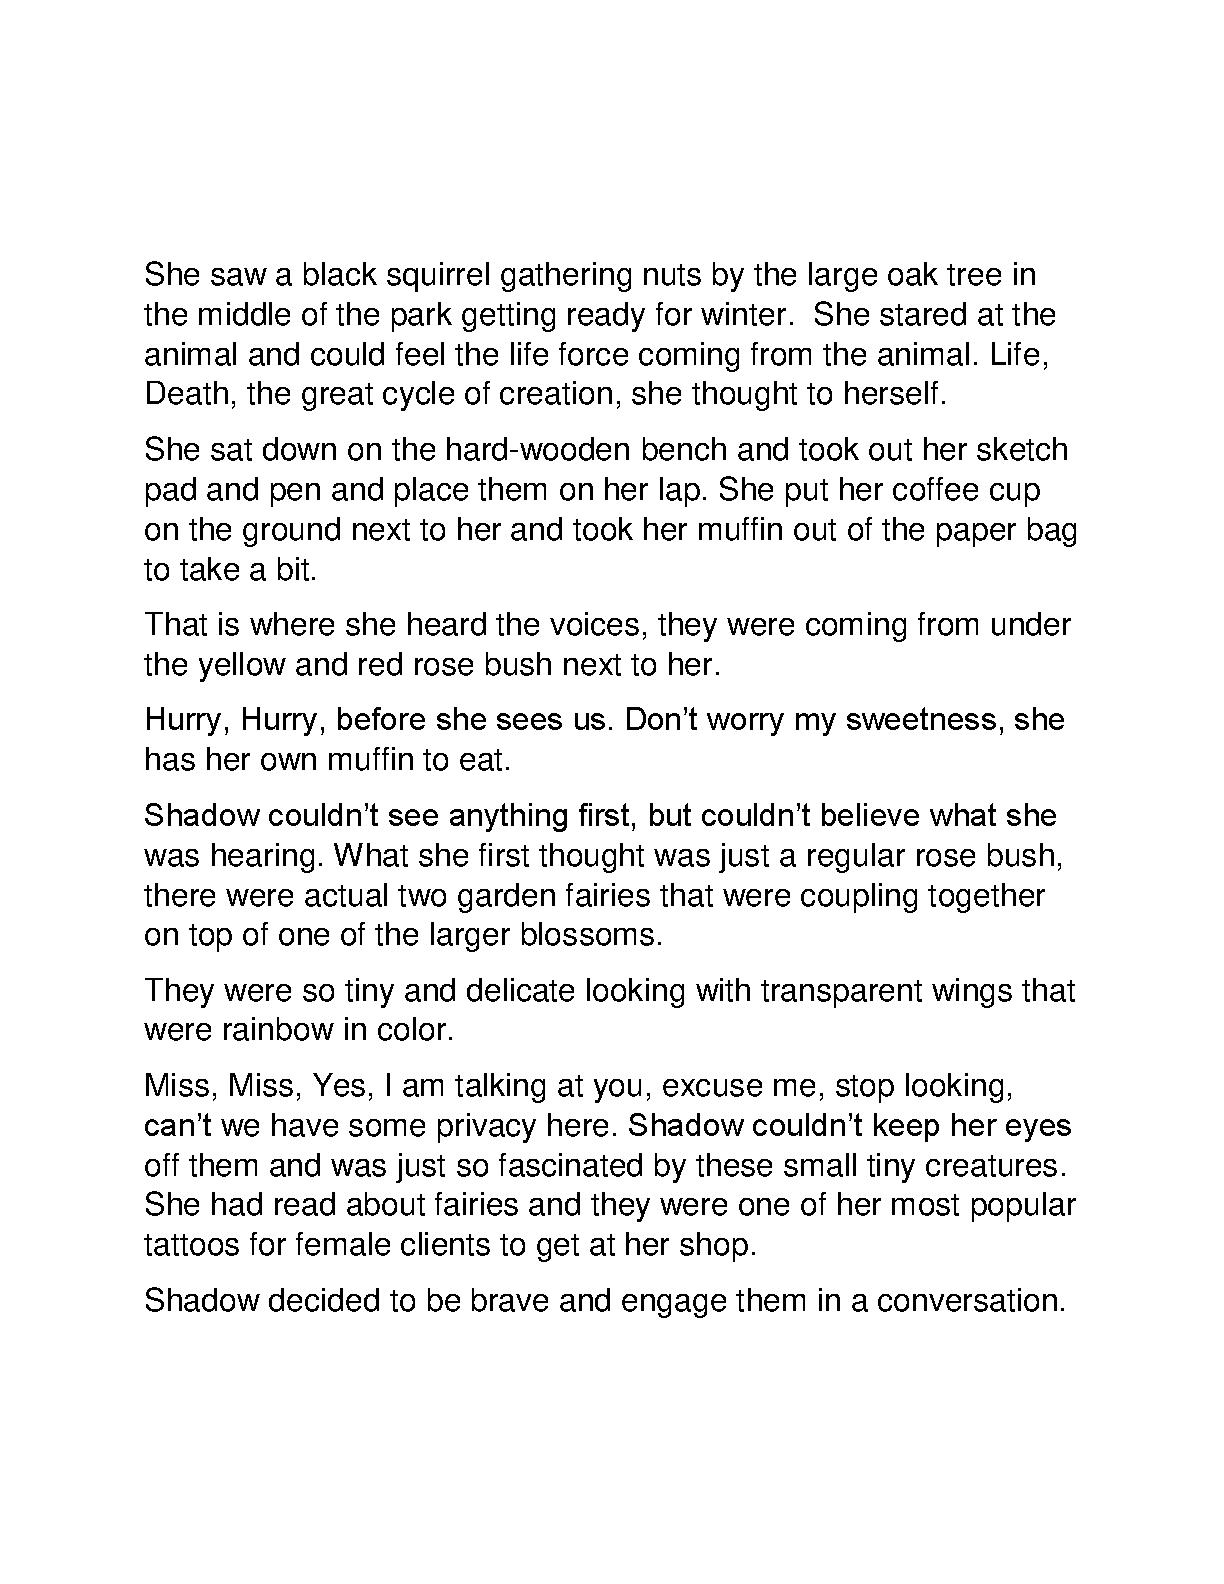 She saw a black squirrel gathering nuts by the large oak tree in
the middle of the park getting ready for winter.  She stared at the
animal and could feel the life force coming from the animal. Life,
Death, the great cycle of creation, she thought to herself.
She sat down on the hard-wooden bench and took out her sketch
pad and pen and place them on her lap. She put her coffee cup
on the ground next to her and took her muffin out of the paper bag
to take a bit.
That is where she heard the voices, they were coming from under
the yellow and red rose bush next to her.
Hurry, Hurry, before she sees us. Don’t worry my sweetness, she
has her own muffin to eat.
Shadow couldn’t see anything first, but couldn’t believe what she
was hearing. What she first thought was just a regular rose bush,
there were actual two garden fairies that were coupling together
on top of one of the larger blossoms.
They were so tiny and delicate looking with transparent wings that
were rainbow in color.
Miss, Miss, Yes, I am talking at you, excuse me, stop looking,
can’t we have some privacy here. Shadow couldn’t keep her eyes
off them and was just so fascinated by these small tiny creatures.
She had read about fairies and they were one of her most popular
tattoos for female clients to get at her shop.
Shadow decided to be brave and engage them in a conversation.